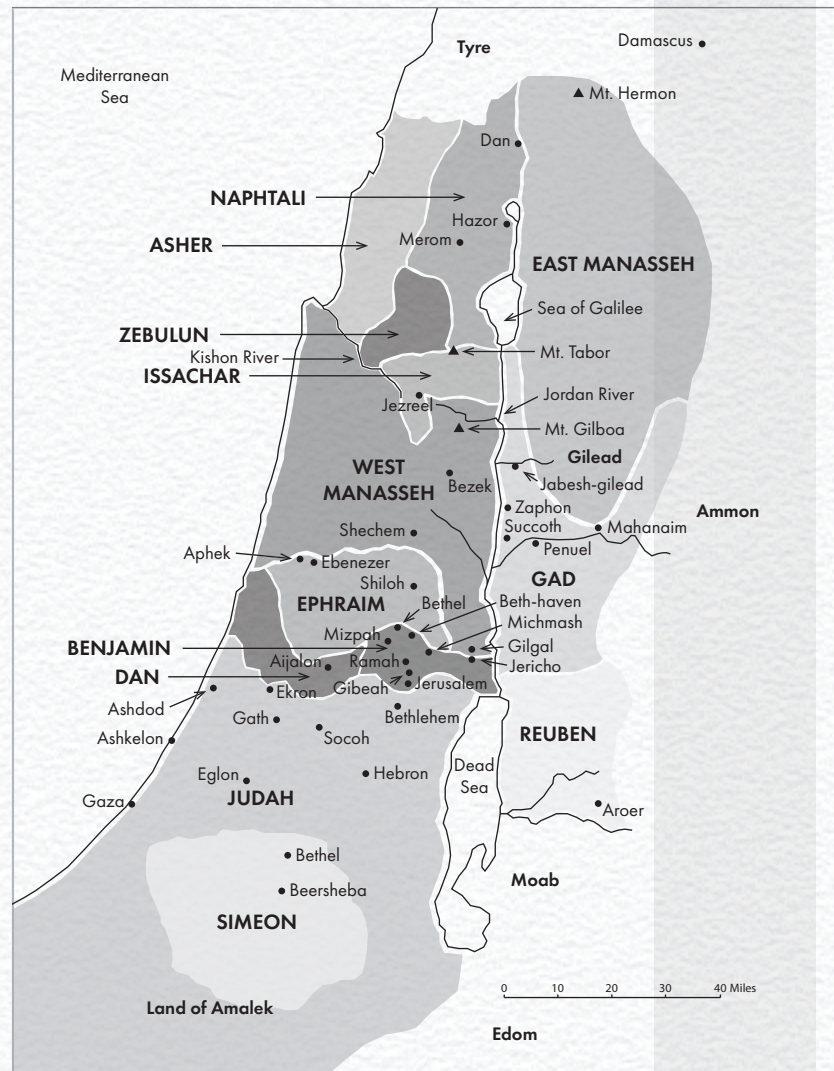 Tyre
Damascus
Mediterranean
Sea
Mt. Hermon
Dan
NAPHTALI
Hazor
ASHER
Merom
EAST MANASSEH
Sea of Galilee
ZEBULUN
Kishon River
Mt. Tabor
ISSACHAR
Jordan River
Jezreel
Mt. Gilboa
Gilead
WEST
MANASSEH
Bezek
Jabesh-gilead
Zaphon
Ammon
Succoth
Mahanaim
Shechem
Penuel
Aphek
Ebenezer
GAD
Shiloh
EPHRAIM
Bethel
Beth-haven
Michmash
Mizpah
BENJAMIN
Gilgal
Aijalon
Ramah
Jericho
DAN
Gibeah
Jerusalem
Ekron
Ashdod
Gath
Bethlehem
Ashkelon
Socoh
REUBEN
Dead
Sea
Eglon
Hebron
JUDAH
Gaza
Aroer
Bethel
Moab
Beersheba
SIMEON
0 10 20 30 40 Miles
Land of Amalek
Edom